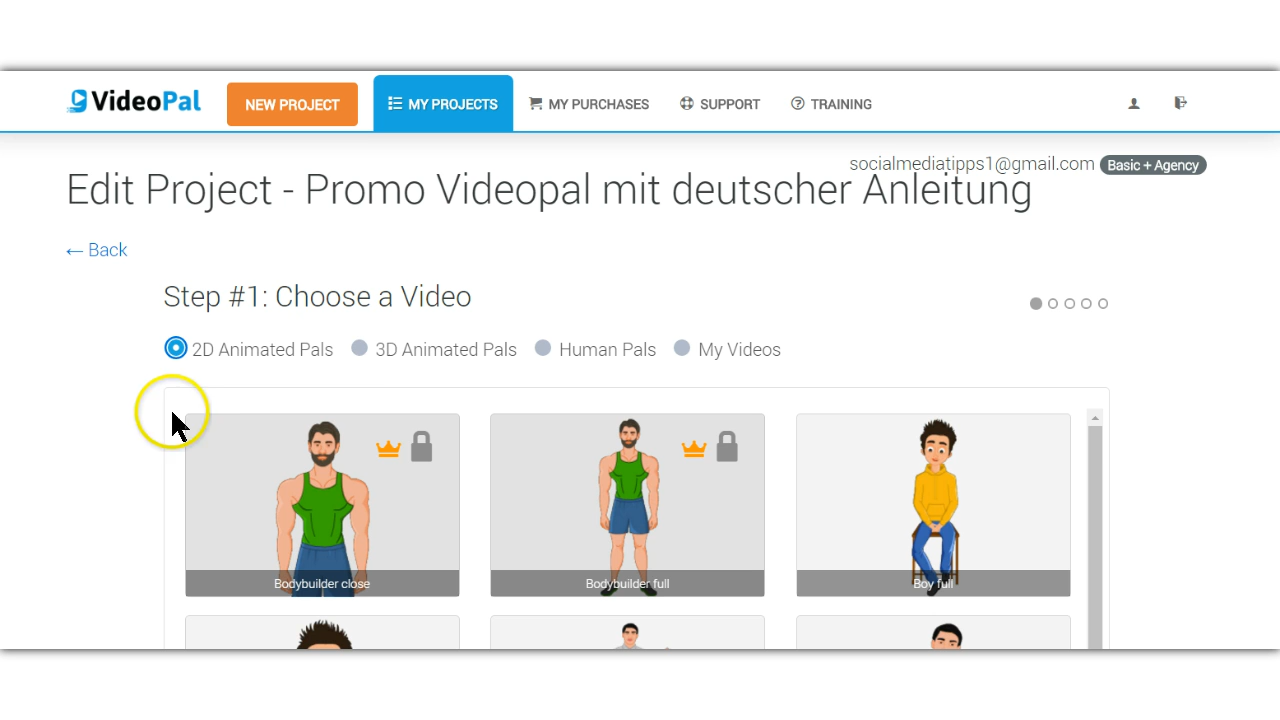 VideoPal NEW PROJECT MY PROJECTS MY PURCHASES SUPPORT TRAINING
socialmediatipps1@gmail.com Basic + Agency
Edit Project - Promo Videopal mit deutscher Anleitung
← Back
Step #1: Choose a Video
2D Animated Pals 3D Animated Pals Human Pals My Videos
Bodybuilder close Bodybuilder full Boy full